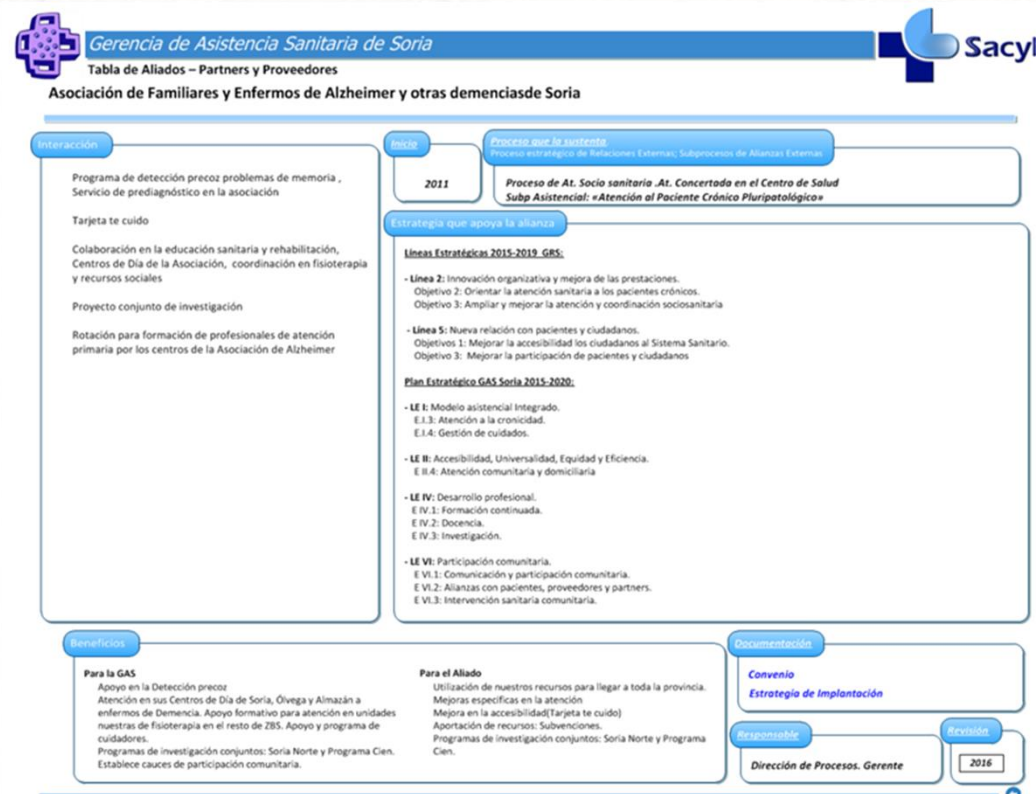 Gerencia de Asistencia Sanitaria de Soria
Sacyl
Tabla de Aliados – Partners y Proveedores
Asociación de Familiares y Enfermos de Alzheimer y otras demenciasde Soria
Interacción
Programa de detección precoz problemas de memoria ,
Servicio de prediagnóstico en la asociación
Tarjeta te cuido
Colaboración en la educación sanitaria y rehabilitación,
Centros de Día de la Asociación, coordinación en fisioterapia
y recursos sociales
Proyecto conjunto de investigación
Rotación para formación de profesionales de atención
primaria por los centros de la Asociación de Alzheimer
Inicio
2011
Proceso que la sustenta
Proceso estratégico de Relaciones Externas; Subprocesos de Alianzas Externas
Proceso de At. Socio sanitaria .At. Concertada en el Centro de Salud
Subp Asistencial: «Atención al Paciente Crónico Pluripatológico»
Estrategia que apoya la alianza
Líneas Estratégicas 2015-2019 GRS:
- Línea 2: Innovación organizativa y mejora de las prestaciones.
Objetivo 2: Orientar la atención sanitaria a los pacientes crónicos.
Objetivo 3: Ampliar y mejorar la atención y coordinación sociosanitaria
- Línea 5: Nueva relación con pacientes y ciudadanos.
Objetivos 1: Mejorar la accesibilidad los ciudadanos al Sistema Sanitario.
Objetivo 3: Mejorar la participación de pacientes y ciudadanos
Plan Estratégico GAS Soria 2015-2020:
- LE I: Modelo asistencial Integrado.
E.I.3: Atención a la cronicidad.
E.I.4: Gestión de cuidados.
- LE II: Accesibilidad, Universalidad, Equidad y Eficiencia.
E II.4: Atención comunitaria y domiciliaria
- LE IV: Desarrollo profesional.
E IV.1: Formación continuada.
E IV.2: Docencia.
E IV.3: Investigación.
- LE VI: Participación comunitaria.
E VI.1: Comunicación y participación comunitaria.
E VI.2: Alianzas con pacientes, proveedores y partners.
E VI.3: Intervención sanitaria comunitaria.
Beneficios
Para la GAS
Apoyo en la Detección precoz
Atención en sus Centros de Día de Soria, Ólvega y Almazán a
enfermos de Demencia. Apoyo formativo para atención en unidades
nuestras de fisioterapia en el resto de ZBS. Apoyo y programa de
cuidadores.
Programas de investigación conjuntos: Soria Norte y Programa Cien.
Establece cauces de participación comunitaria.
Para el Aliado
Utilización de nuestros recursos para llegar a toda la provincia.
Mejoras específicas en la atención
Mejora en la accesibilidad(Tarjeta te cuido)
Aportación de recursos: Subvenciones.
Programas de investigación conjuntos: Soria Norte y Programa
Cien.
Documentación
Convenio
Estrategia de Implantación
Responsable
Dirección de Procesos. Gerente
Revisión
2016